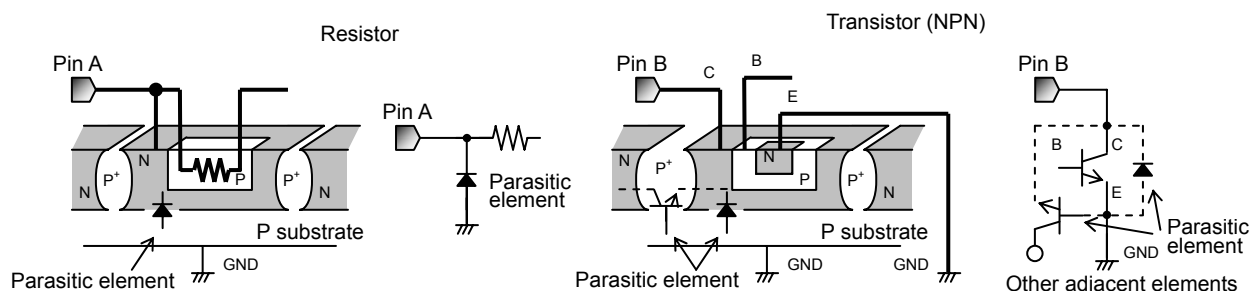 Resistor
Transistor (NPN)
Pin A
Pin A
N
N
P+
P
P+
N
Parasitic
element
P substrate
GND
Parasitic element
Pin B
C
B
E
N
N
P+
N
P
P+
N
P substrate
GND
GND
Parasitic element
Pin B
B
C
E
Parasitic
element
GND
Other adjacent elements